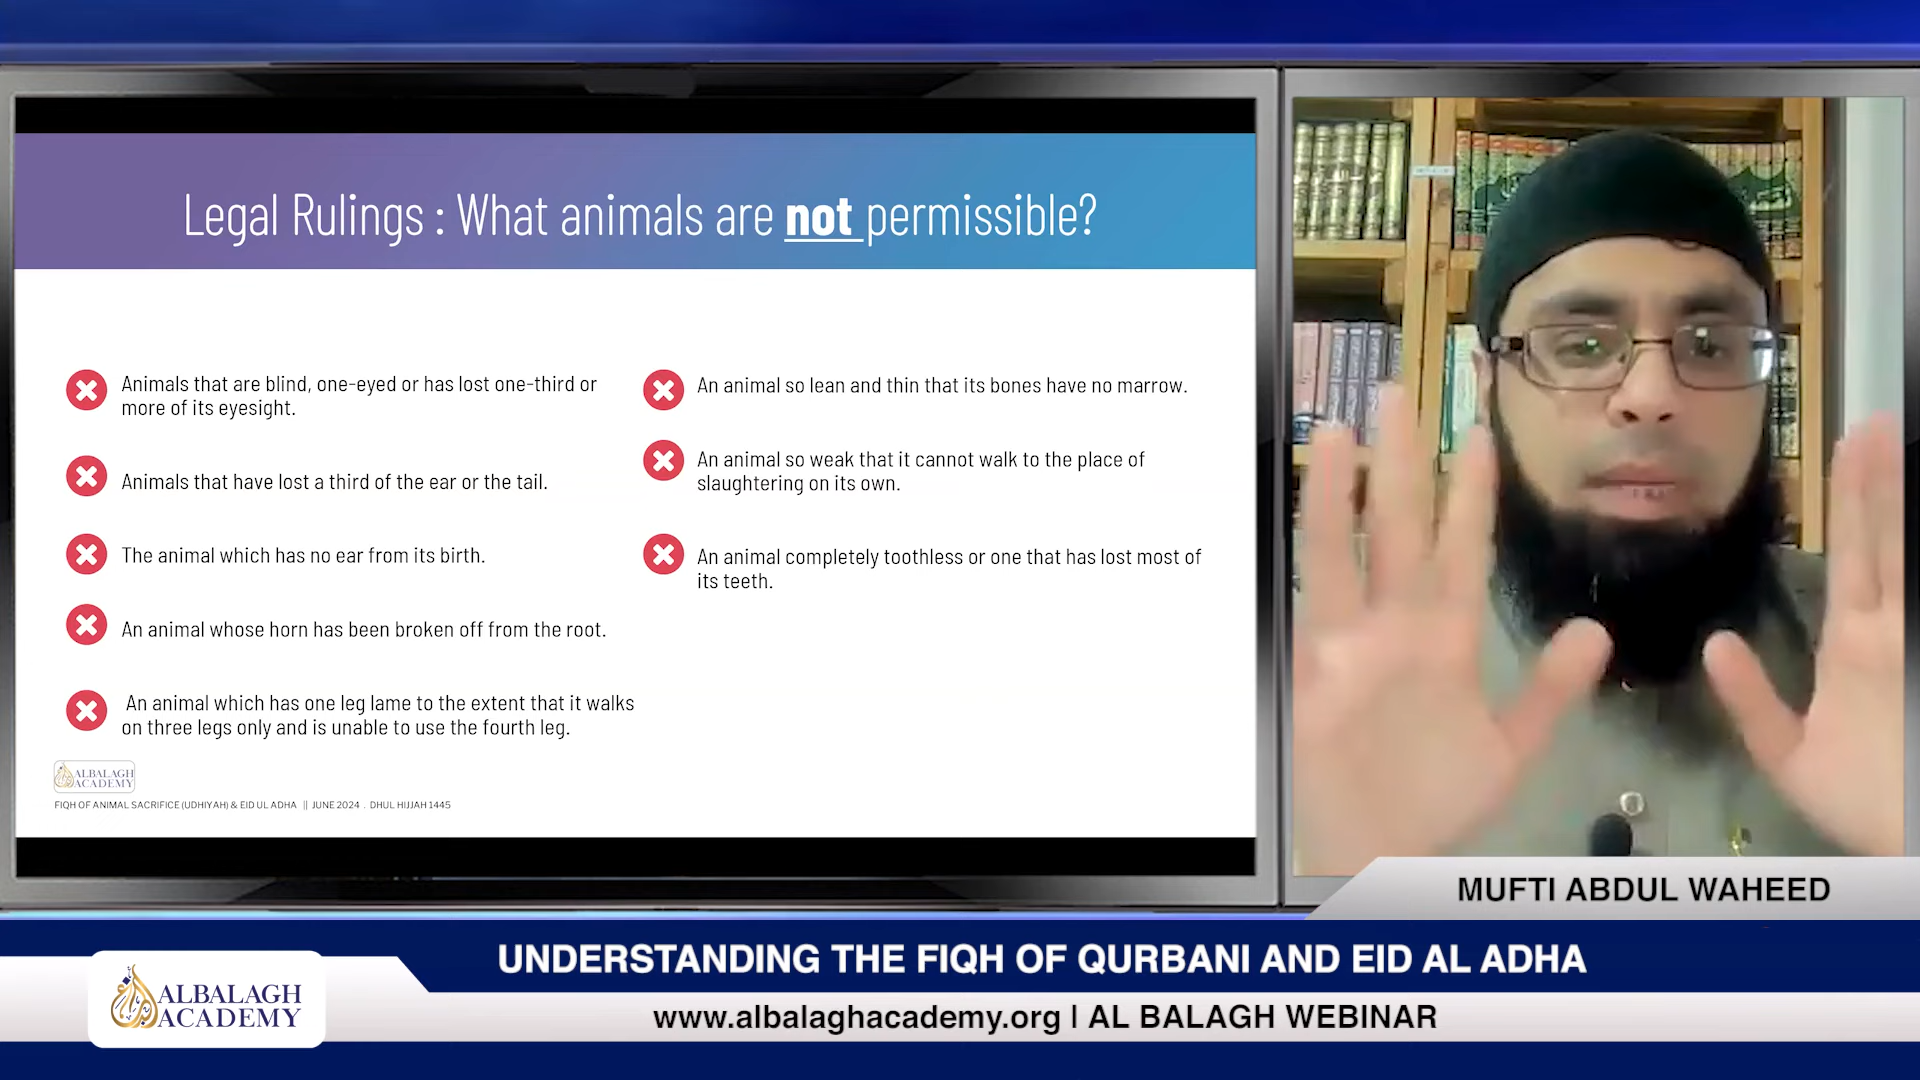 Legal Rulings : What animals are not permissible?
Animals that are blind, one-eyed or has lost one-third or
more of its eyesight.
Animals that have lost a third of the ear or the tail.
The animal which has no ear from its birth.
An animal whose horn has been broken off from the root.
An animal which has one leg lame to the extent that it walks
on three legs only and is unable to use the fourth leg.
An animal so lean and thin that its bones have no marrow.
An animal so weak that it cannot walk to the place of
slaughtering on its own.
An animal completely toothless or one that has lost most of
its teeth.
ALBALAGH
ACADEMY
FIQH OF ANIMAL SACRIFICE (UDHIYAH) & EID UL ADHA || JUNE 2024 . DHUL HIJJAH 1445
MUFTI ABDUL WAHEED
UNDERSTANDING THE FIQH OF QURBANI AND EID AL ADHA
ALBALAGH
ACADEMY
www.albalaghacademy.org | AL BALAGH WEBINAR